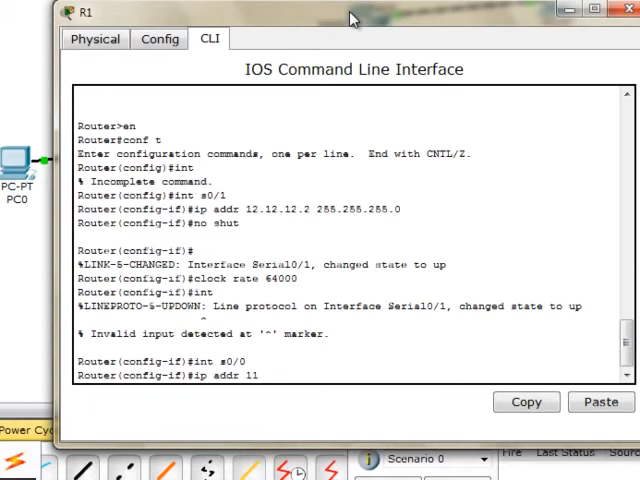 R1
Physical
Config
CLI
IOS Command Line Interface
Router>en
Router#conf t
Enter configuration commands, one per line.  End with CNTL/Z.
Router(config)#int
% Incomplete command.
Router(config)#int s0/1
Router(config-if)#ip addr 12.12.12.2 255.255.255.0
Router(config-if)#no shut
Router(config-if)#
%LINK-5-CHANGED: Interface Serial0/1, changed state to up
Router(config-if)#clock rate 64000
Router(config-if)#int
%LINEPROTO-5-UPDOWN: Line protocol on Interface Serial0/1, changed state to up
^
% Invalid input detected at '^' marker.
Router(config-if)#int s0/0
Router(config-if)#ip addr 11
PC-PT
PC0
Copy
Paste
Power Cyc
Scenario 0
Fire
Last Status
Sourc